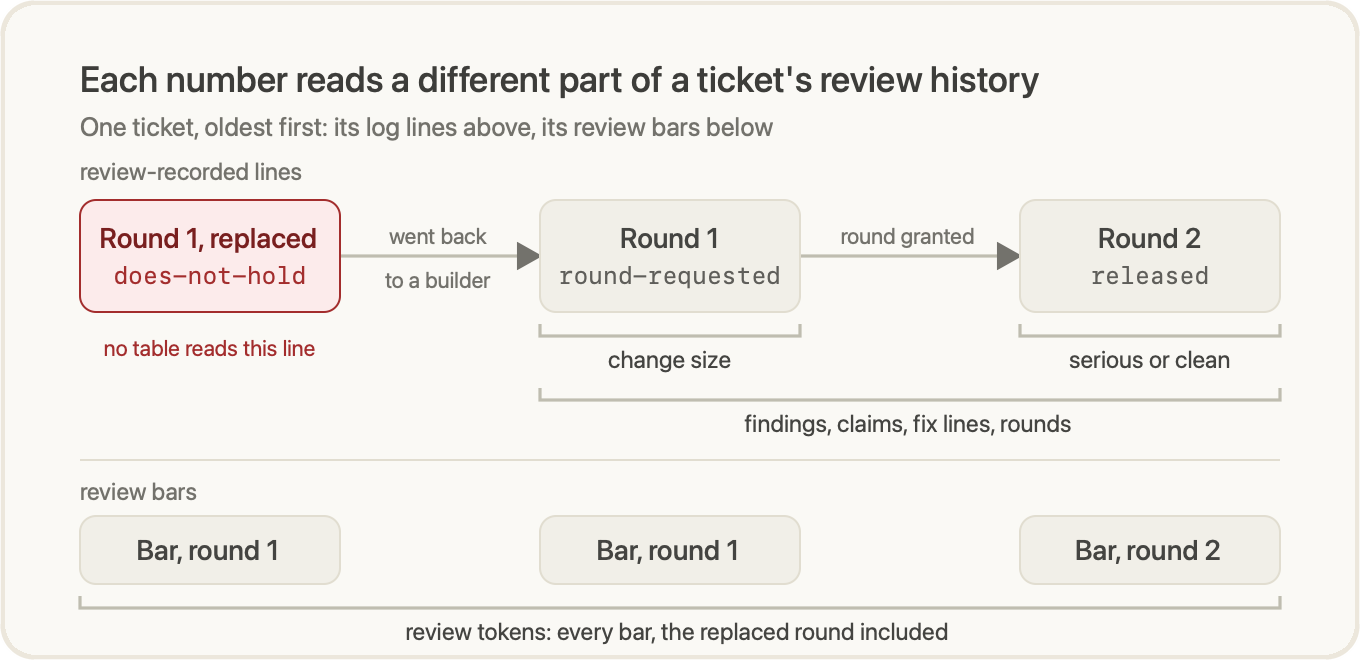 Each number reads a different part of a ticket's review history
One ticket, oldest first: its log lines above, its review bars below
review-recorded lines
Round 1, replaced
does-not-hold
went back
to a builder
Round 1
round-requested
round granted
Round 2
released
no table reads this line
change size
serious or clean
findings, claims, fix lines, rounds
review bars
Bar, round 1
Bar, round 1
Bar, round 2
review tokens: every bar, the replaced round included